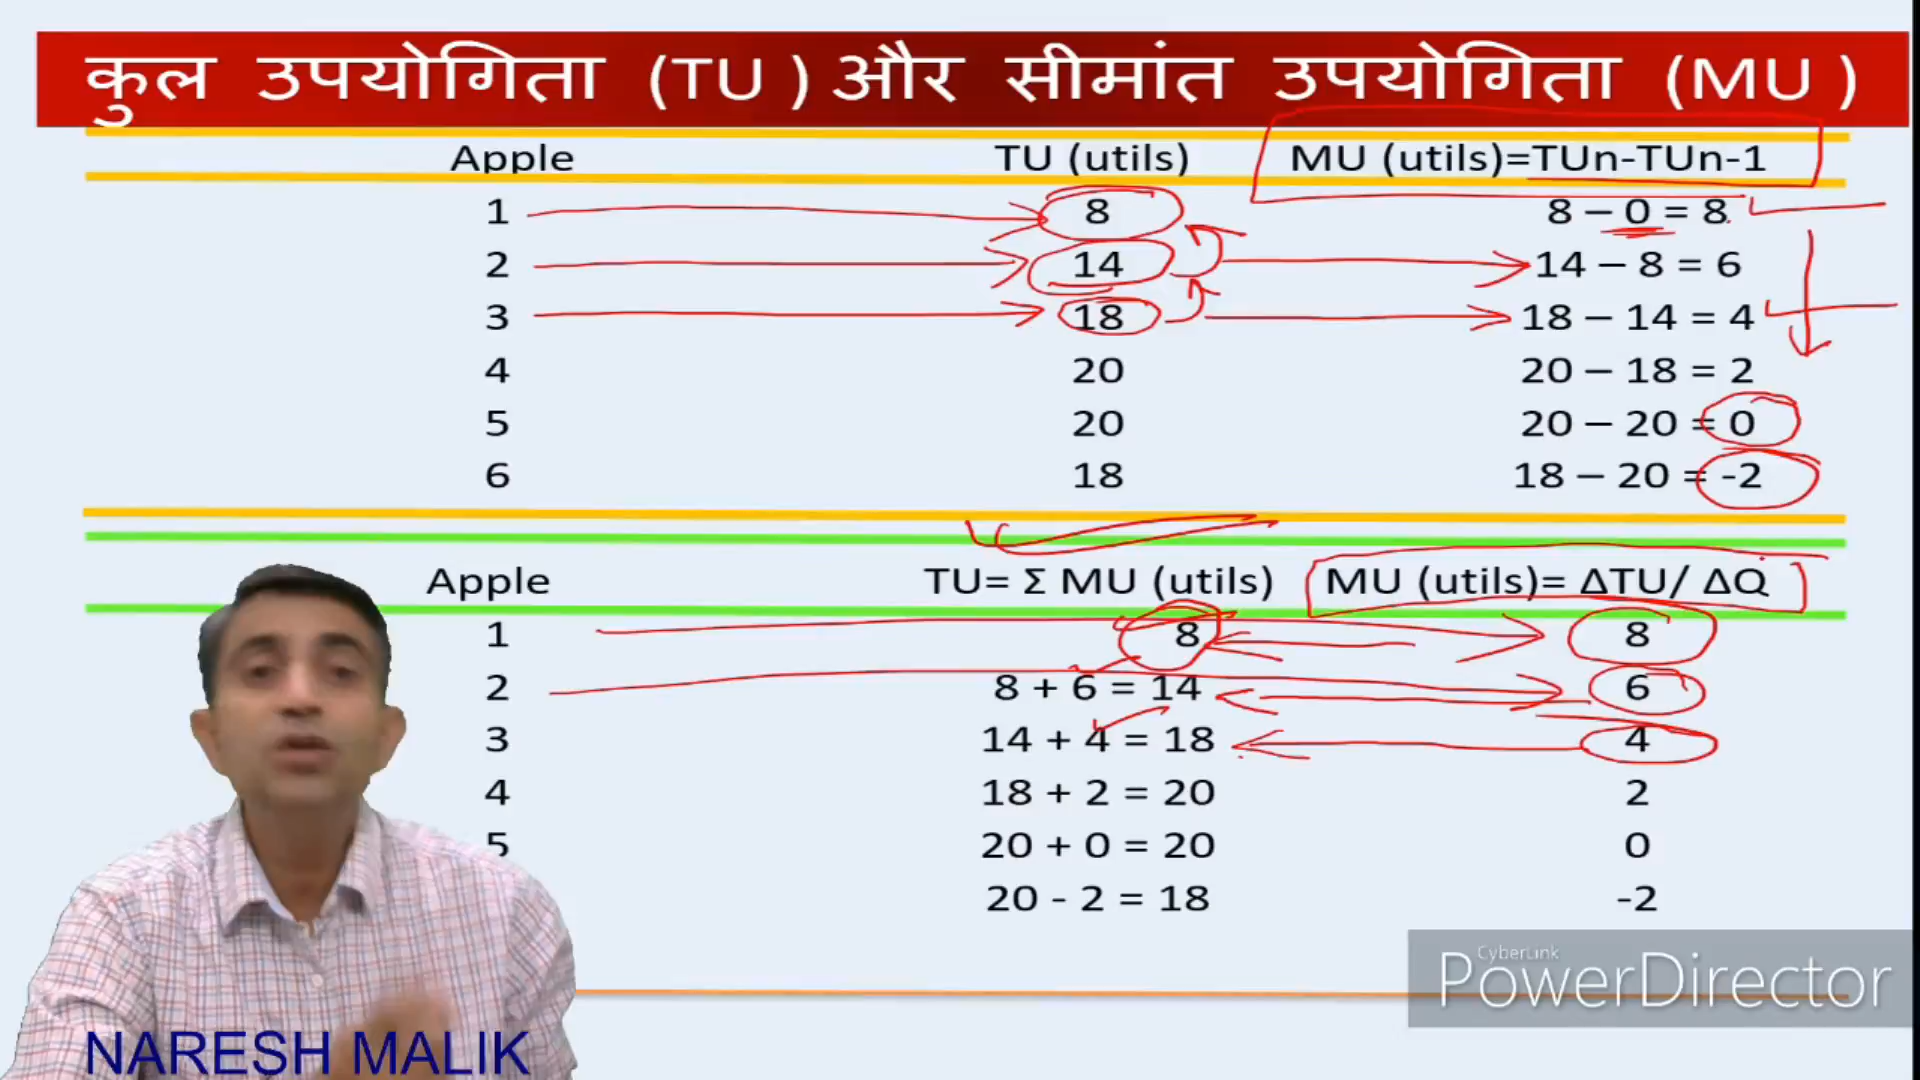 कुल उपयोगिता (TU ) और सीमांत उपयोगिता (MU )
Apple TU (utils) MU (utils)=TUn-TUn-1
1 8 8 – 0 = 8
2 14 14 – 8 = 6
3 18 18 – 14 = 4
4 20 20 – 18 = 2
5 20 20 – 20 = 0
6 18 18 – 20 = -2
Apple TU= Σ MU (utils) MU (utils)= ΔTU/ ΔQ
1 8 8
2 8 + 6 = 14 6
3 14 + 4 = 18 4
4 18 + 2 = 20 2
5 20 + 0 = 20 0
20 - 2 = 18 -2
CyberLink
PowerDirector
NARESH MALIK